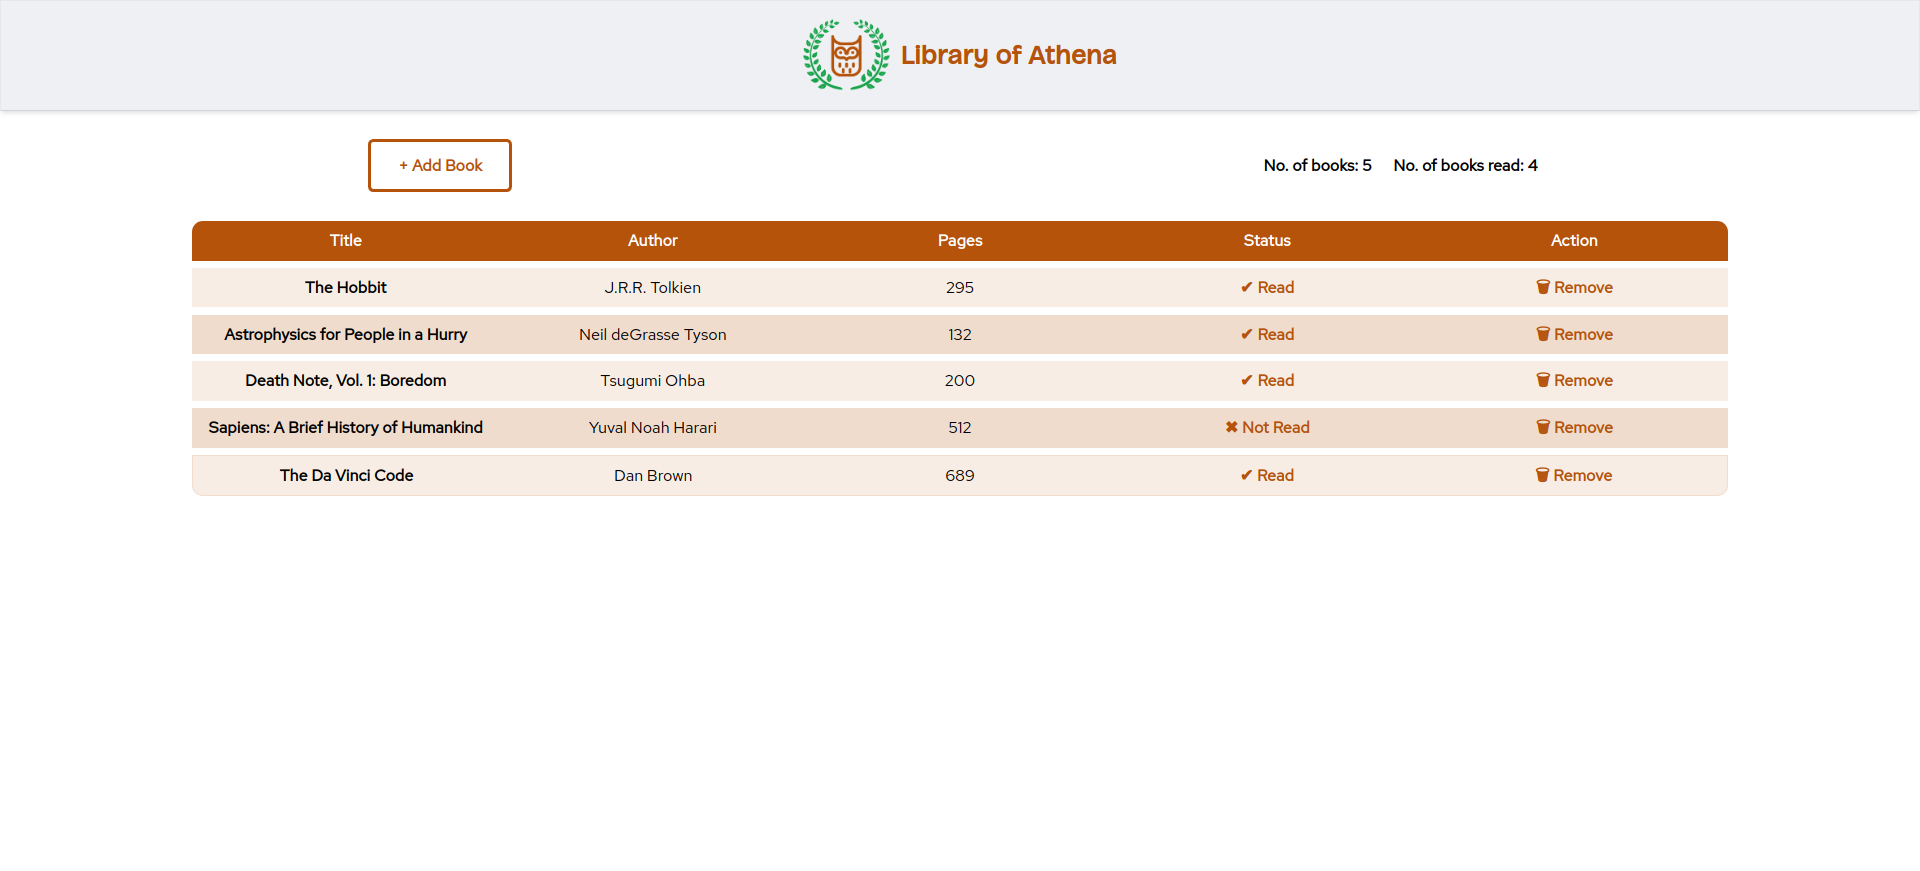 Library of Athena
+ Add Book No. of books: 5 No. of books read: 4
Title Author Pages Status Action
The Hobbit J.R.R. Tolkien 295 ✔ Read Remove
Astrophysics for People in a Hurry Neil deGrasse Tyson 132 ✔ Read Remove
Death Note, Vol. 1: Boredom Tsugumi Ohba 200 ✔ Read Remove
Sapiens: A Brief History of Humankind Yuval Noah Harari 512 ✖ Not Read Remove
The Da Vinci Code Dan Brown 689 ✔ Read Remove